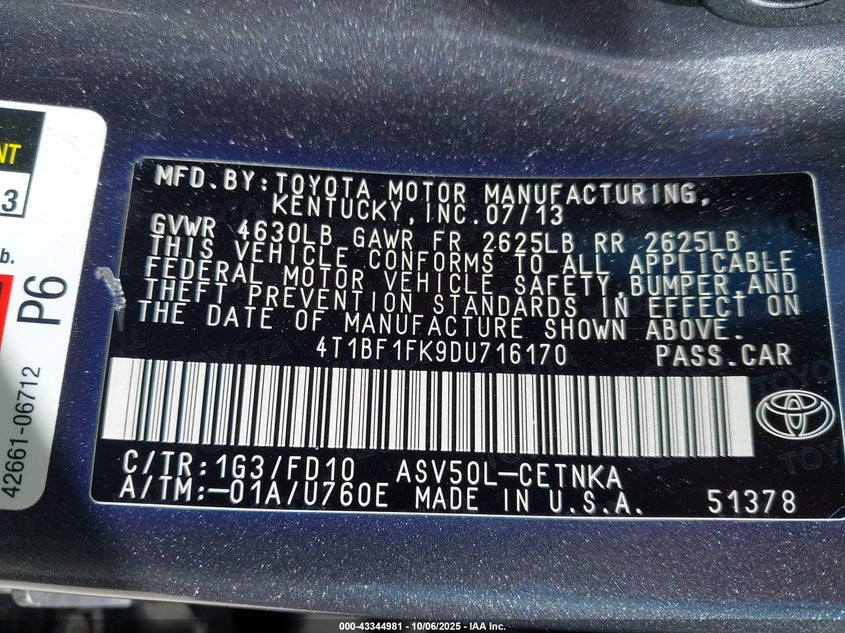 NT
3
b.
P6
42661-06712
MFD.BY:TOYOTA MOTOR MANUFACTURING,
KENTUCKY,INC.07/13
GVWR 4630LB GAWR FR 2625LB RR 2625LB
THIS VEHICLE CONFORMS TO ALL APPLICABLE
FEDERAL MOTOR VEHICLE SAFETY,BUMPER,AND
THEFT PREVENTION STANDARDS IN EFFECT ON
THE DATE OF MANUFACTURE SHOWN ABOVE.
4T1BF1FK9DU716170 PASS.CAR
C/TR:1G3/FD10 ASV50L-CETNKA
A/TM:-01A/U760E MADE IN U.S.A. 51378
000-43344981 - 10/06/2025 - IAA Inc.